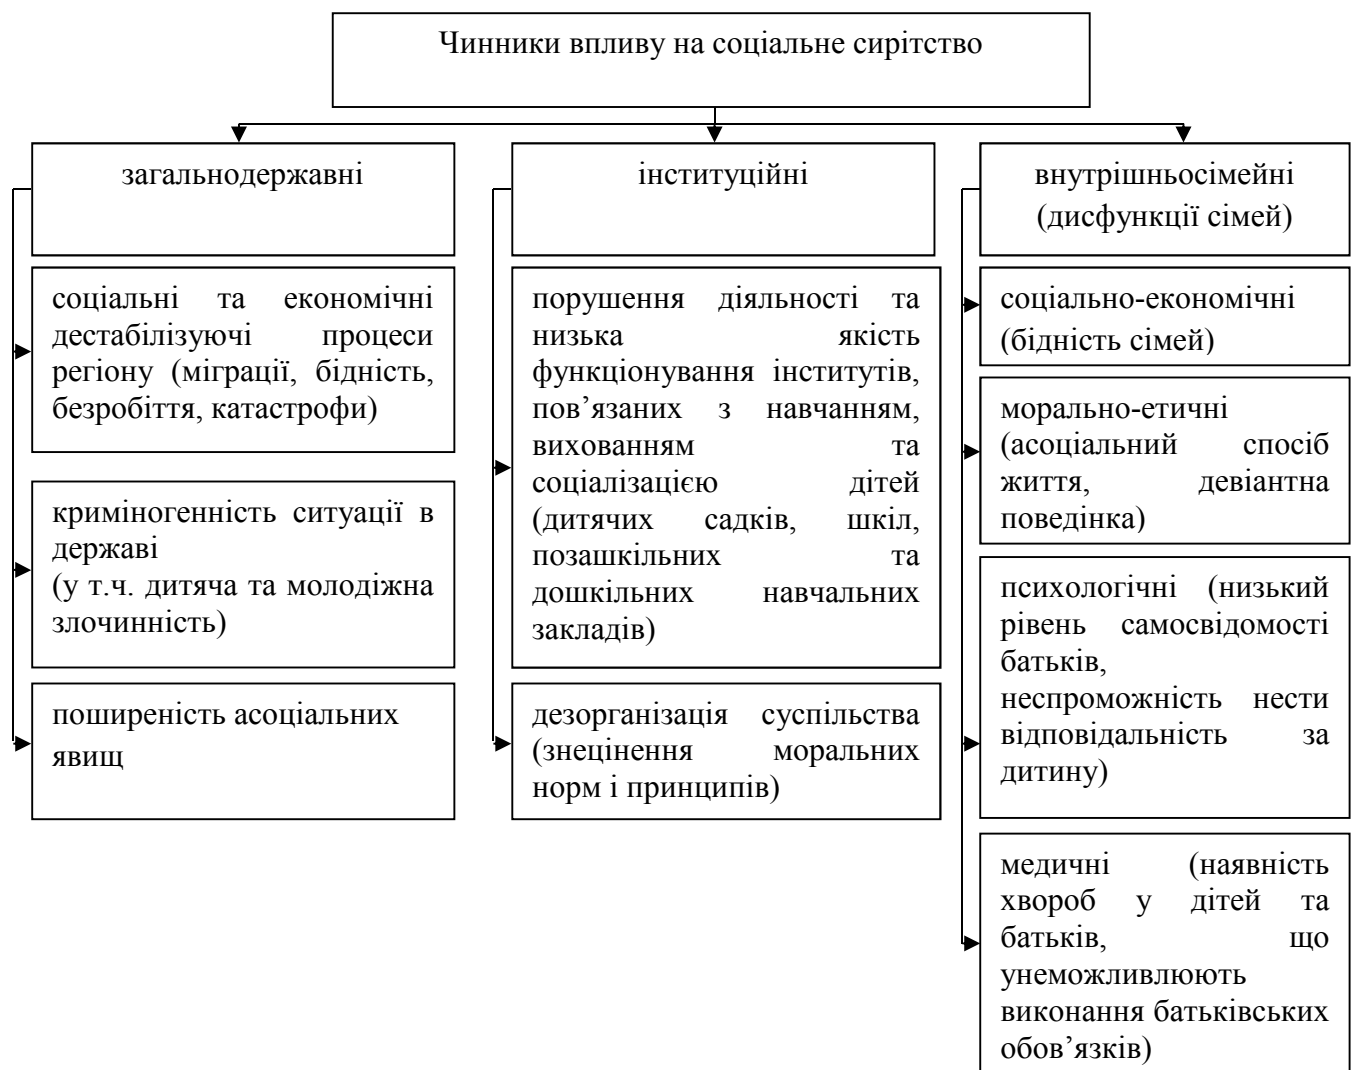 Чинники впливу на соціальне сирітство
загальнодержавні
соціальні та економічні
дестабілізуючі процеси
регіону (міграції, бідність,
безробіття, катастрофи)
криміногенність ситуації в
державі
(у т.ч. дитяча та молодіжна
злочинність)
поширеність асоціальних
явищ
інституційні
порушення діяльності та
низька якість
функціонування інститутів,
пов’язаних з навчанням,
вихованням та
соціалізацією дітей
(дитячих садків, шкіл,
позашкільних та
дошкільних навчальних
закладів)
дезорганізація суспільства
(знецінення моральних
норм і принципів)
внутрішньосімейні
(дисфункції сімей)
соціально-економічні
(бідність сімей)
морально-етичні
(асоціальний спосіб
життя, девіантна
поведінка)
психологічні (низький
рівень самосвідомості
батьків,
неспроможність нести
відповідальність за
дитину)
медичні (наявність
хвороб у дітей та
батьків, що
унеможливлюють
виконання батьківських
обов’язків)